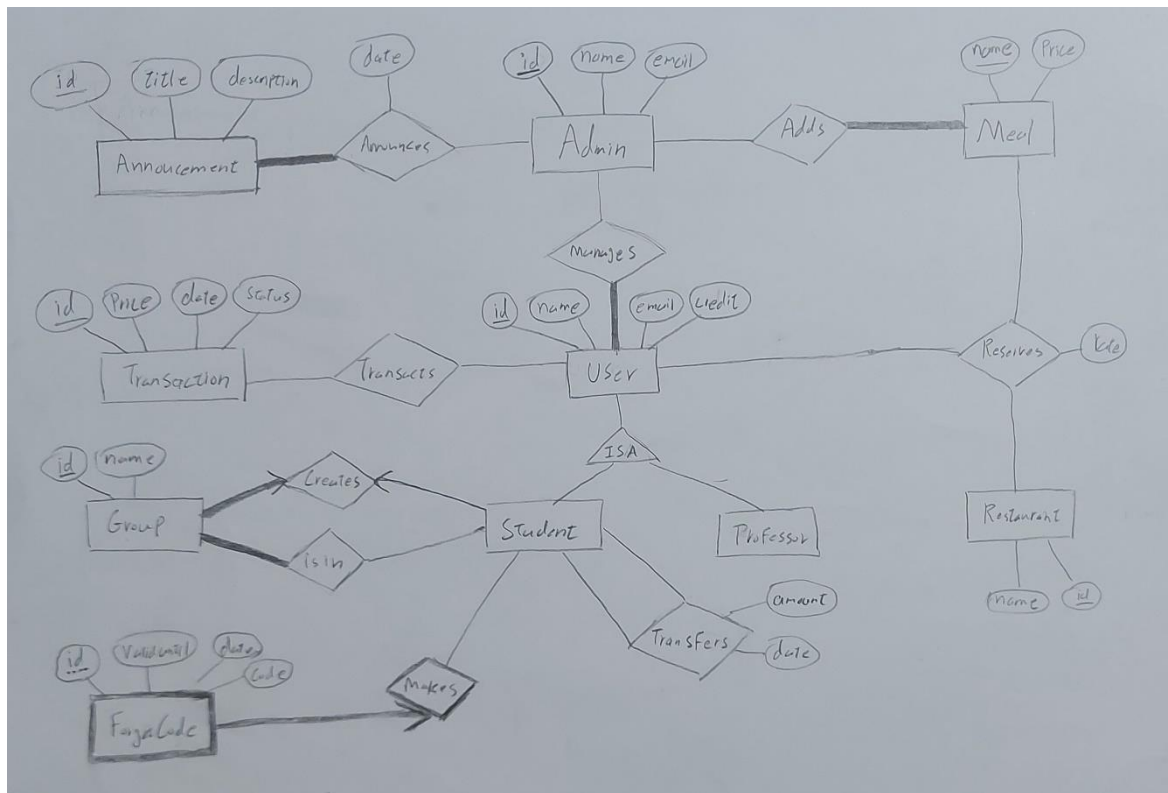 id
title
description
date
id
name
email
name
Price
Annoucement
Anounces
Admin
Adds
Meal
Manages
id
Price
date
status
id
name
email
credit
Transaction
Transacts
User
Reserves
ISA
id
name
Creates
Group
Student
Professor
Restaurant
isin
name
id
amount
Transfers
date
id
date
code
Makes